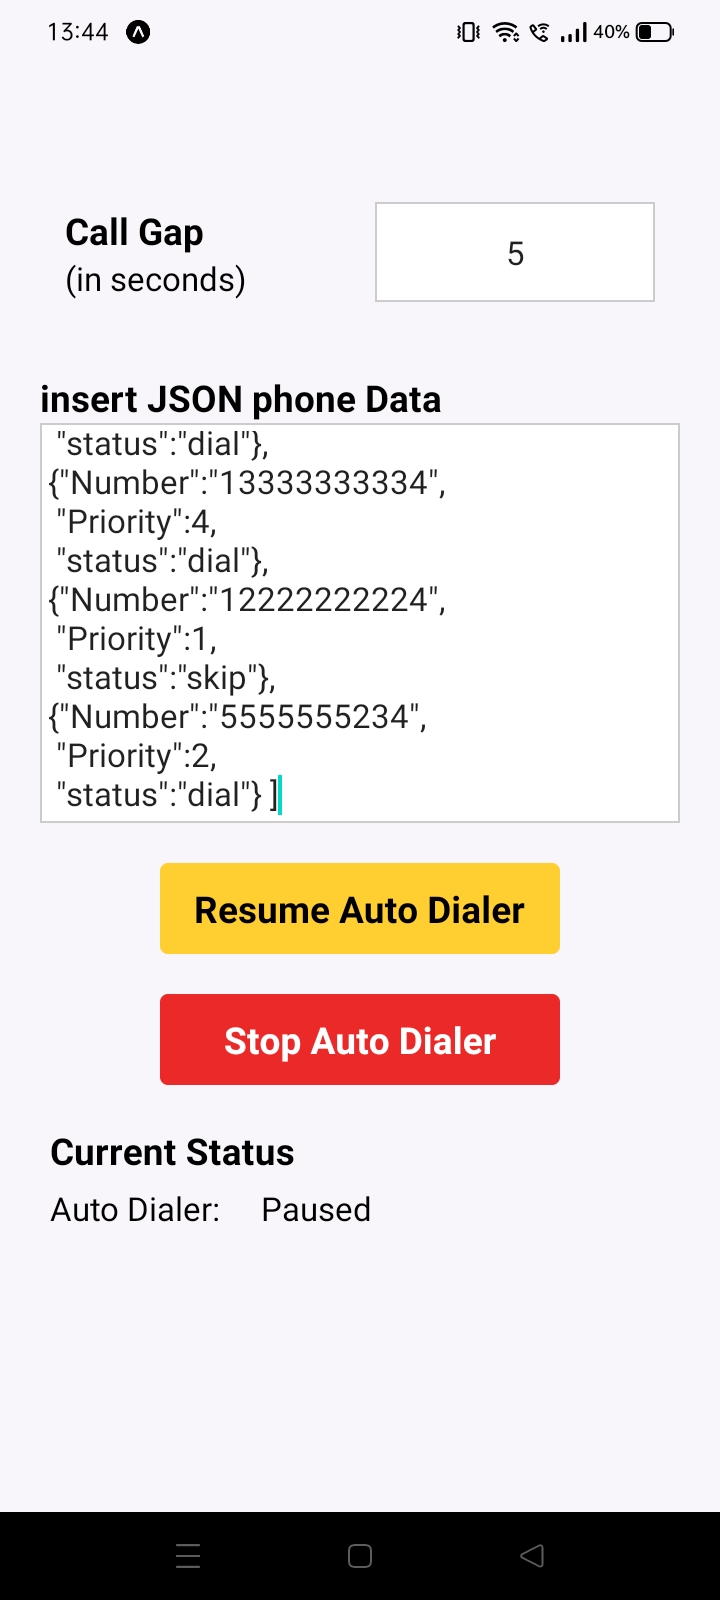 13:44 40%
Call Gap
(in seconds)
5
insert JSON phone Data
"status":"dial"},
{"Number":"13333333334",
"Priority":4,
"status":"dial"},
{"Number":"12222222224",
"Priority":1,
"status":"skip"},
{"Number":"5555555234",
"Priority":2,
"status":"dial"} ]
Resume Auto Dialer
Stop Auto Dialer
Current Status
Auto Dialer: Paused